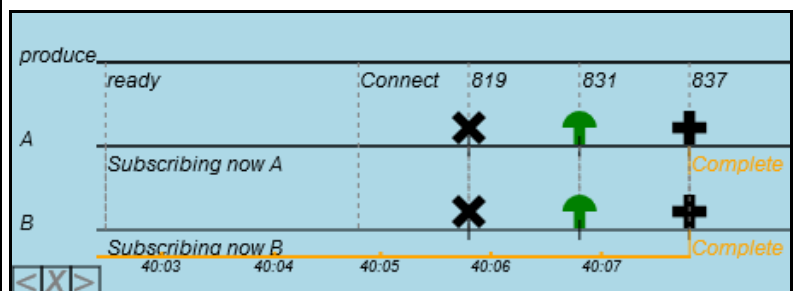 produce
ready Connect 819 831 837
A
Subscribing now A Complete
B
Subscribing now B Complete
40:03 40:04 40:05 40:06 40:07
<X>